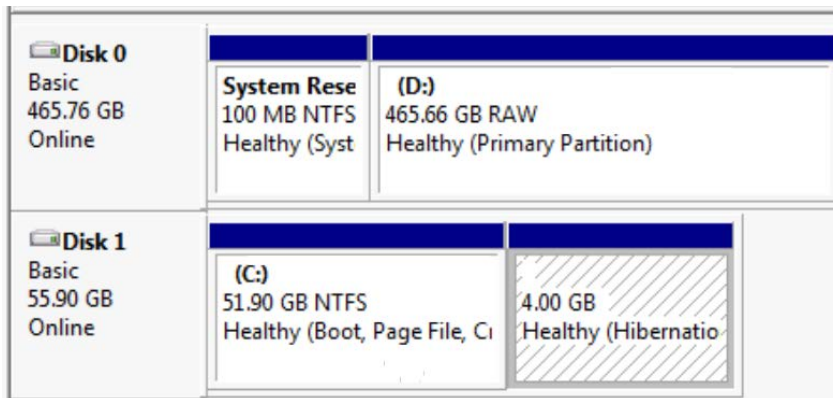 Disk 0
Basic
465.76 GB
Online
System Rese
100 MB NTFS
Healthy (Syst
(D:)
465.66 GB RAW
Healthy (Primary Partition)
Disk 1
Basic
55.90 GB
Online
(C:)
51.90 GB NTFS
Healthy (Boot, Page File, Cr
4.00 GB
Healthy (Hibernatio